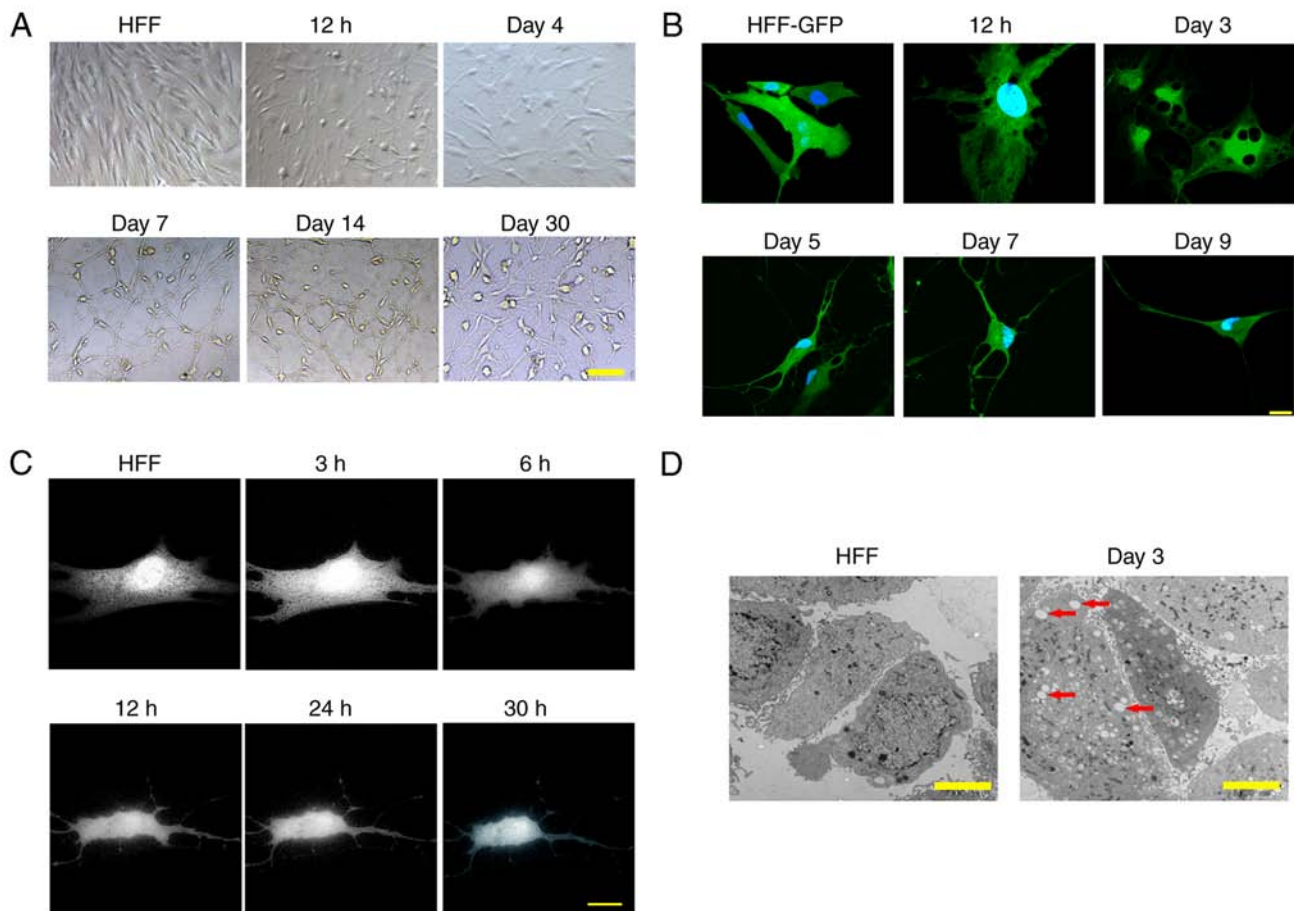 A
HFF
12 h
Day 4
Day 7
Day 14
Day 30
B
HFF-GFP
12 h
Day 3
Day 5
Day 7
Day 9
C
HFF
3 h
6 h
12 h
24 h
30 h
D
HFF
Day 3